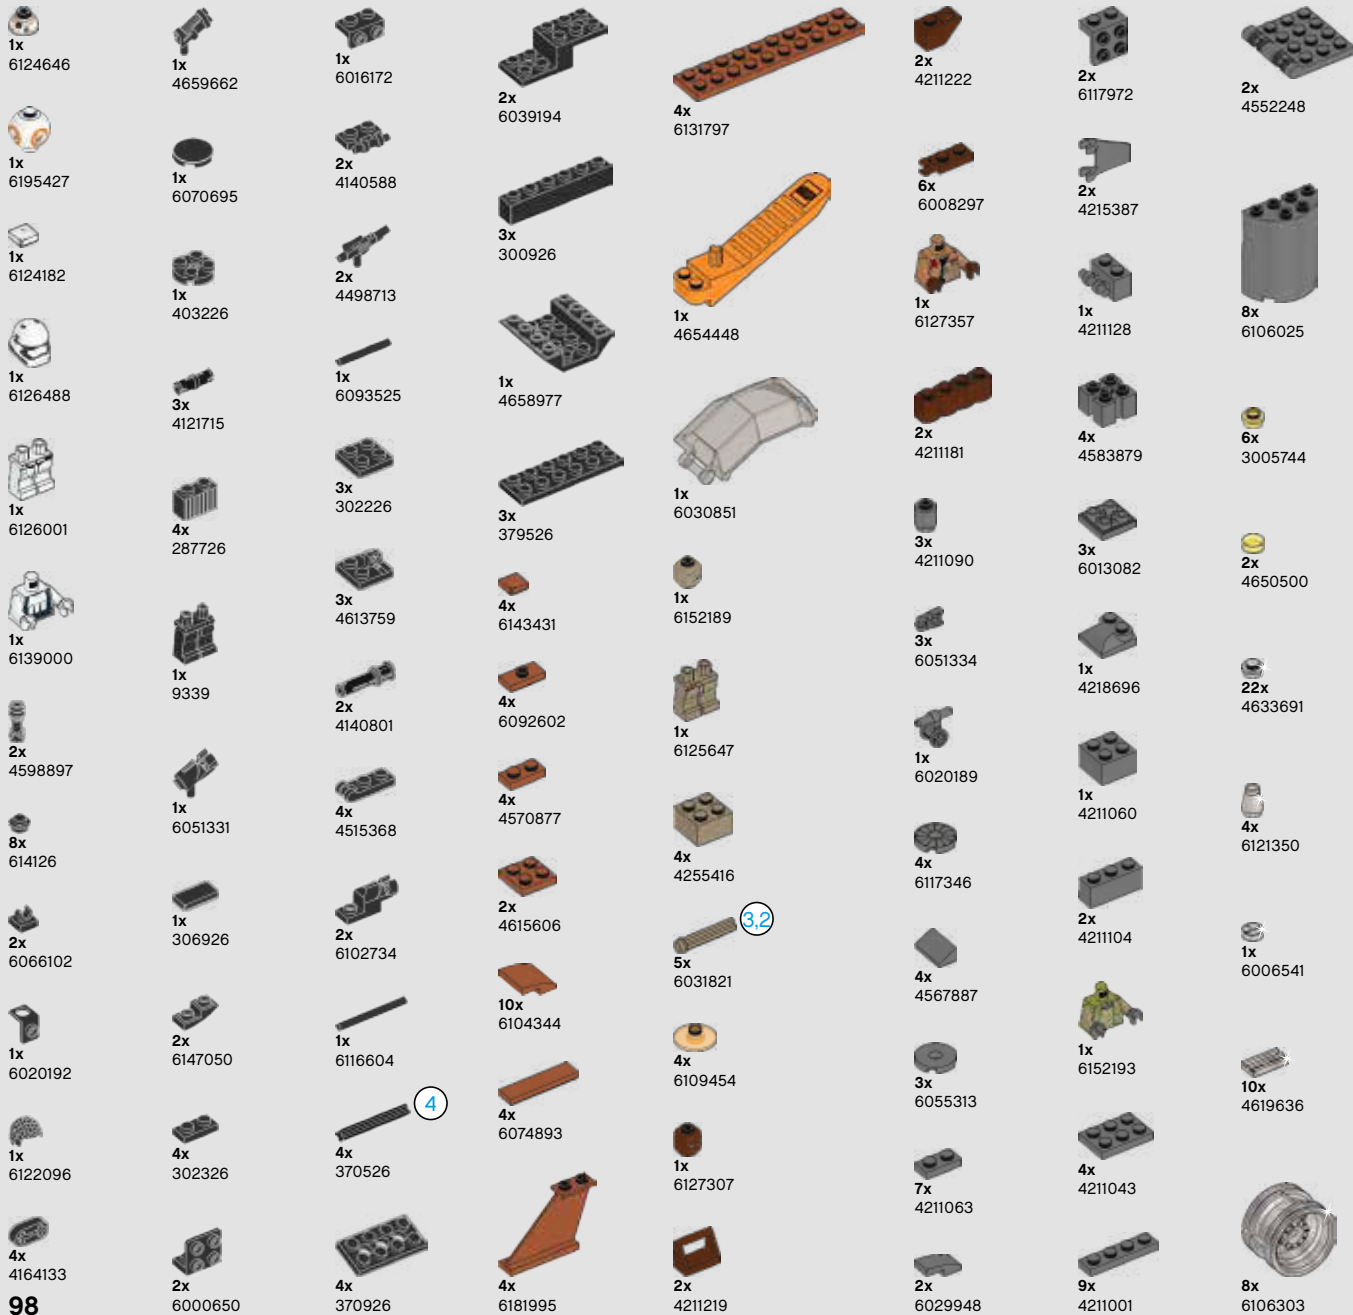 1x
6124646
1x
6195427
1x
6124182
1x
6126488
1x
6126001
1x
6139000
2x
4598897
8x
614126
2x
6066102
1x
6020192
1x
6122096
4x
4164133
98
1x
4659662
1x
6070695
1x
403226
3x
4121715
4x
287726
1x
9339
1x
6051331
1x
306926
2x
6147050
4x
302326
2x
6000650
1x
6016172
2x
4140588
2x
4498713
1x
6093525
3x
302226
3x
4613759
2x
4140801
4x
4515368
2x
6102734
1x
6116604
4
4x
370526
4x
370926
2x
6039194
3x
300926
1x
4658977
3x
379526
4x
6143431
4x
6092602
4x
4570877
2x
4615606
10x
6104344
4x
6074893
4x
6181995
4x
6131797
1x
4654448
1x
6030851
1x
6152189
1x
6125647
4x
4255416
3,2
5x
6031821
4x
6109454
1x
6127307
2x
4211219
2x
4211222
6x
6008297
1x
6127357
2x
4211181
3x
4211090
3x
6051334
1x
6020189
4x
6117346
4x
4567887
3x
6055313
7x
4211063
2x
6029948
2x
6117972
2x
4215387
1x
4211128
4x
4583879
3x
6013082
1x
4218696
1x
4211060
2x
4211104
1x
6152193
4x
4211043
9x
4211001
2x
4552248
8x
6106025
6x
3005744
2x
4650500
22x
4633691
4x
6121350
1x
6006541
10x
4619636
8x
6106303